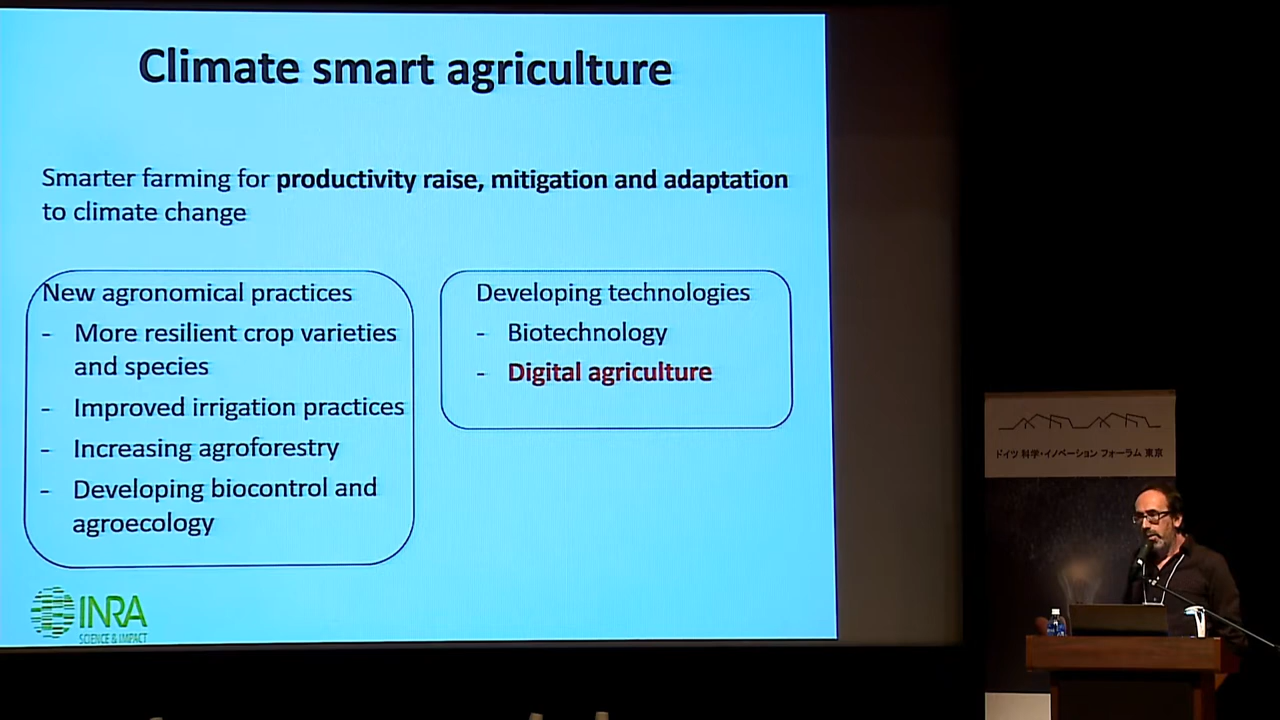 Climate smart agriculture
Smarter farming for productivity raise, mitigation and adaptation
to climate change
New agronomical practices
- More resilient crop varieties
and species
- Improved irrigation practices
- Increasing agroforestry
- Developing biocontrol and
agroecology
Developing technologies
- Biotechnology
- Digital agriculture
INRA
SCIENCE & IMPACT
ドイツ 科学・イノベーション フォーラム 東京